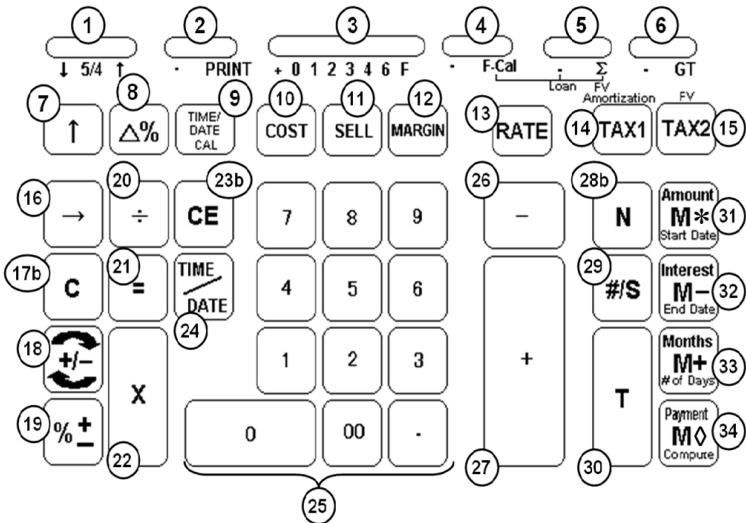 1 2 3 4 5 6
↓ 5/4 ↑ · PRINT + 0 1 2 3 4 6 F · F-Cal · Σ · GT
Loan FV
Amortization FV
7 8 9 10 11 12 13 14 15
↑ △% TIME/ DATE CAL COST SELL MARGIN RATE TAX1 TAX2
16 20 23b 26 28b 31
→ ÷ CE 7 8 9 − N Amount M* Start Date
17b 21 24 29 32
C = TIME DATE 4 5 6 #/S Interest M− End Date
18 33
+/− X 1 2 3 + T Months M+ # of Days
19 22 27 30 34
%± 0 00 · Payment M◊ Compute
25